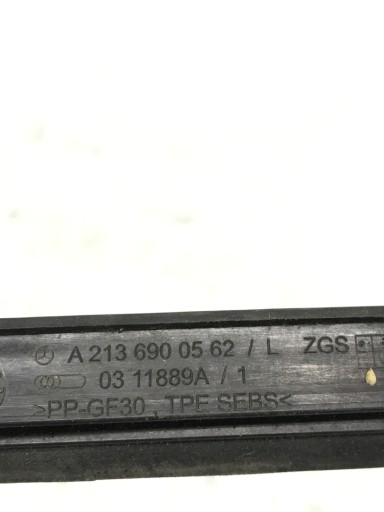 A 213 690 05 62 / L ZGS
03 11889A / 1
>PP-GF30, TPE SEBS<